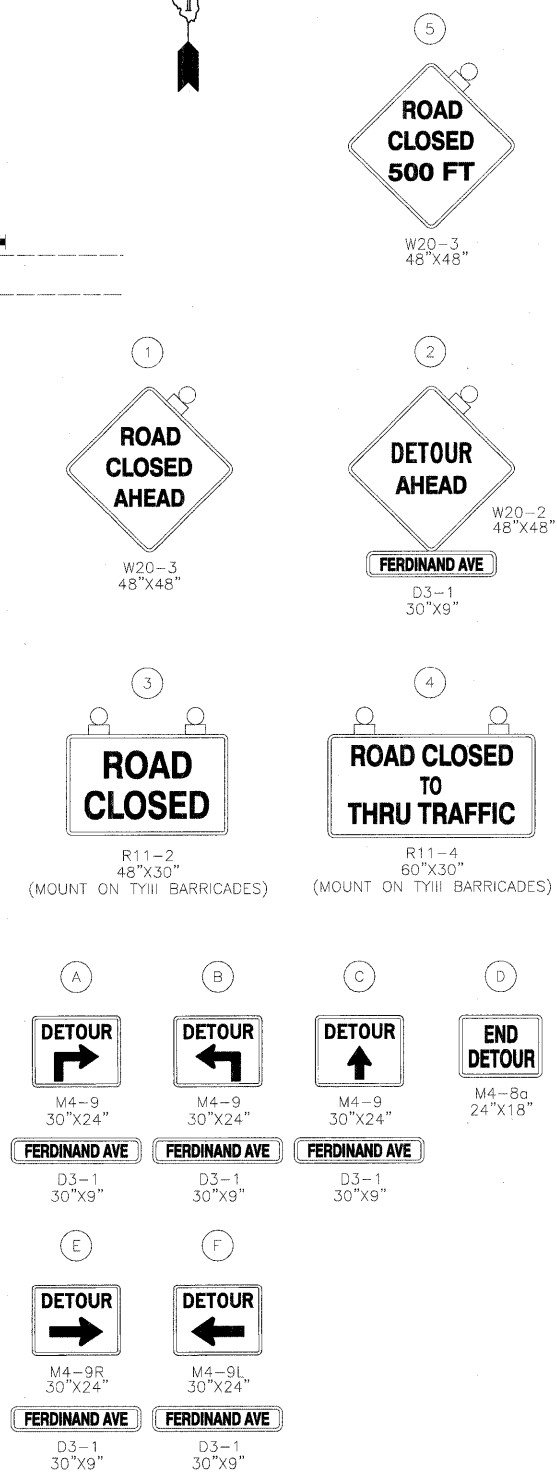 5
ROAD
CLOSED
500 FT
W20-3
48"X48"
1
ROAD
CLOSED
AHEAD
W20-3
48"X48"
2
DETOUR
AHEAD
W20-2
48"X48"
FERDINAND AVE
D3-1
30"X9"
3
ROAD
CLOSED
R11-2
48"X30"
(MOUNT ON TYIII BARRICADES)
4
ROAD CLOSED
TO
THRU TRAFFIC
R11-4
60"X30"
(MOUNT ON TYIII BARRICADES)
A
DETOUR
M4-9
30"X24"
FERDINAND AVE
D3-1
30"X9"
B
DETOUR
M4-9
30"X24"
FERDINAND AVE
D3-1
30"X9"
C
DETOUR
M4-9
30"X24"
FERDINAND AVE
D3-1
30"X9"
D
END
DETOUR
M4-8a
24"X18"
E
DETOUR
M4-9R
30"X24"
FERDINAND AVE
D3-1
30"X9"
F
DETOUR
M4-9L
30"X24"
FERDINAND AVE
D3-1
30"X9"